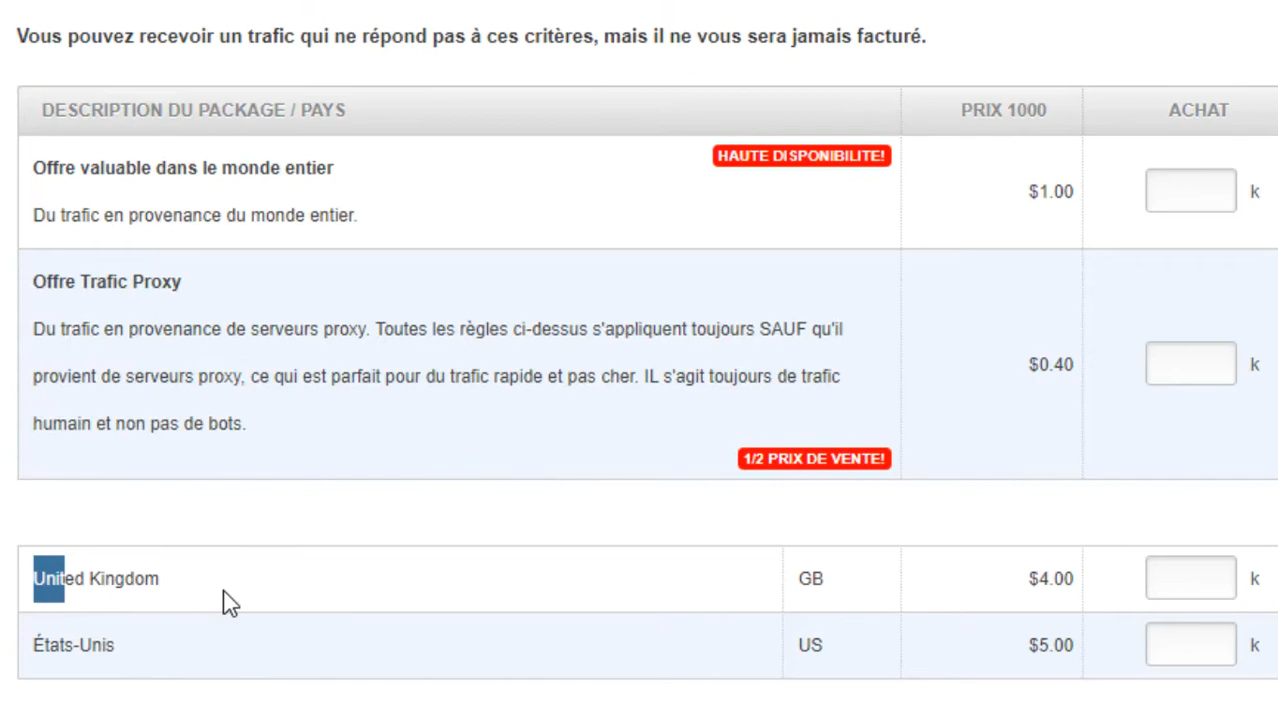 Vous pouvez recevoir un trafic qui ne répond pas à ces critères, mais il ne vous sera jamais facturé.
DESCRIPTION DU PACKAGE / PAYS PRIX 1000 ACHAT
Offre valuable dans le monde entier HAUTE DISPONIBILITE!
Du trafic en provenance du monde entier. $1.00 k
Offre Trafic Proxy
Du trafic en provenance de serveurs proxy. Toutes les règles ci-dessus s'appliquent toujours SAUF qu'il
provient de serveurs proxy, ce qui est parfait pour du trafic rapide et pas cher. IL s'agit toujours de trafic $0.40 k
humain et non pas de bots.
1/2 PRIX DE VENTE!
United Kingdom GB $4.00 k
États-Unis US $5.00 k